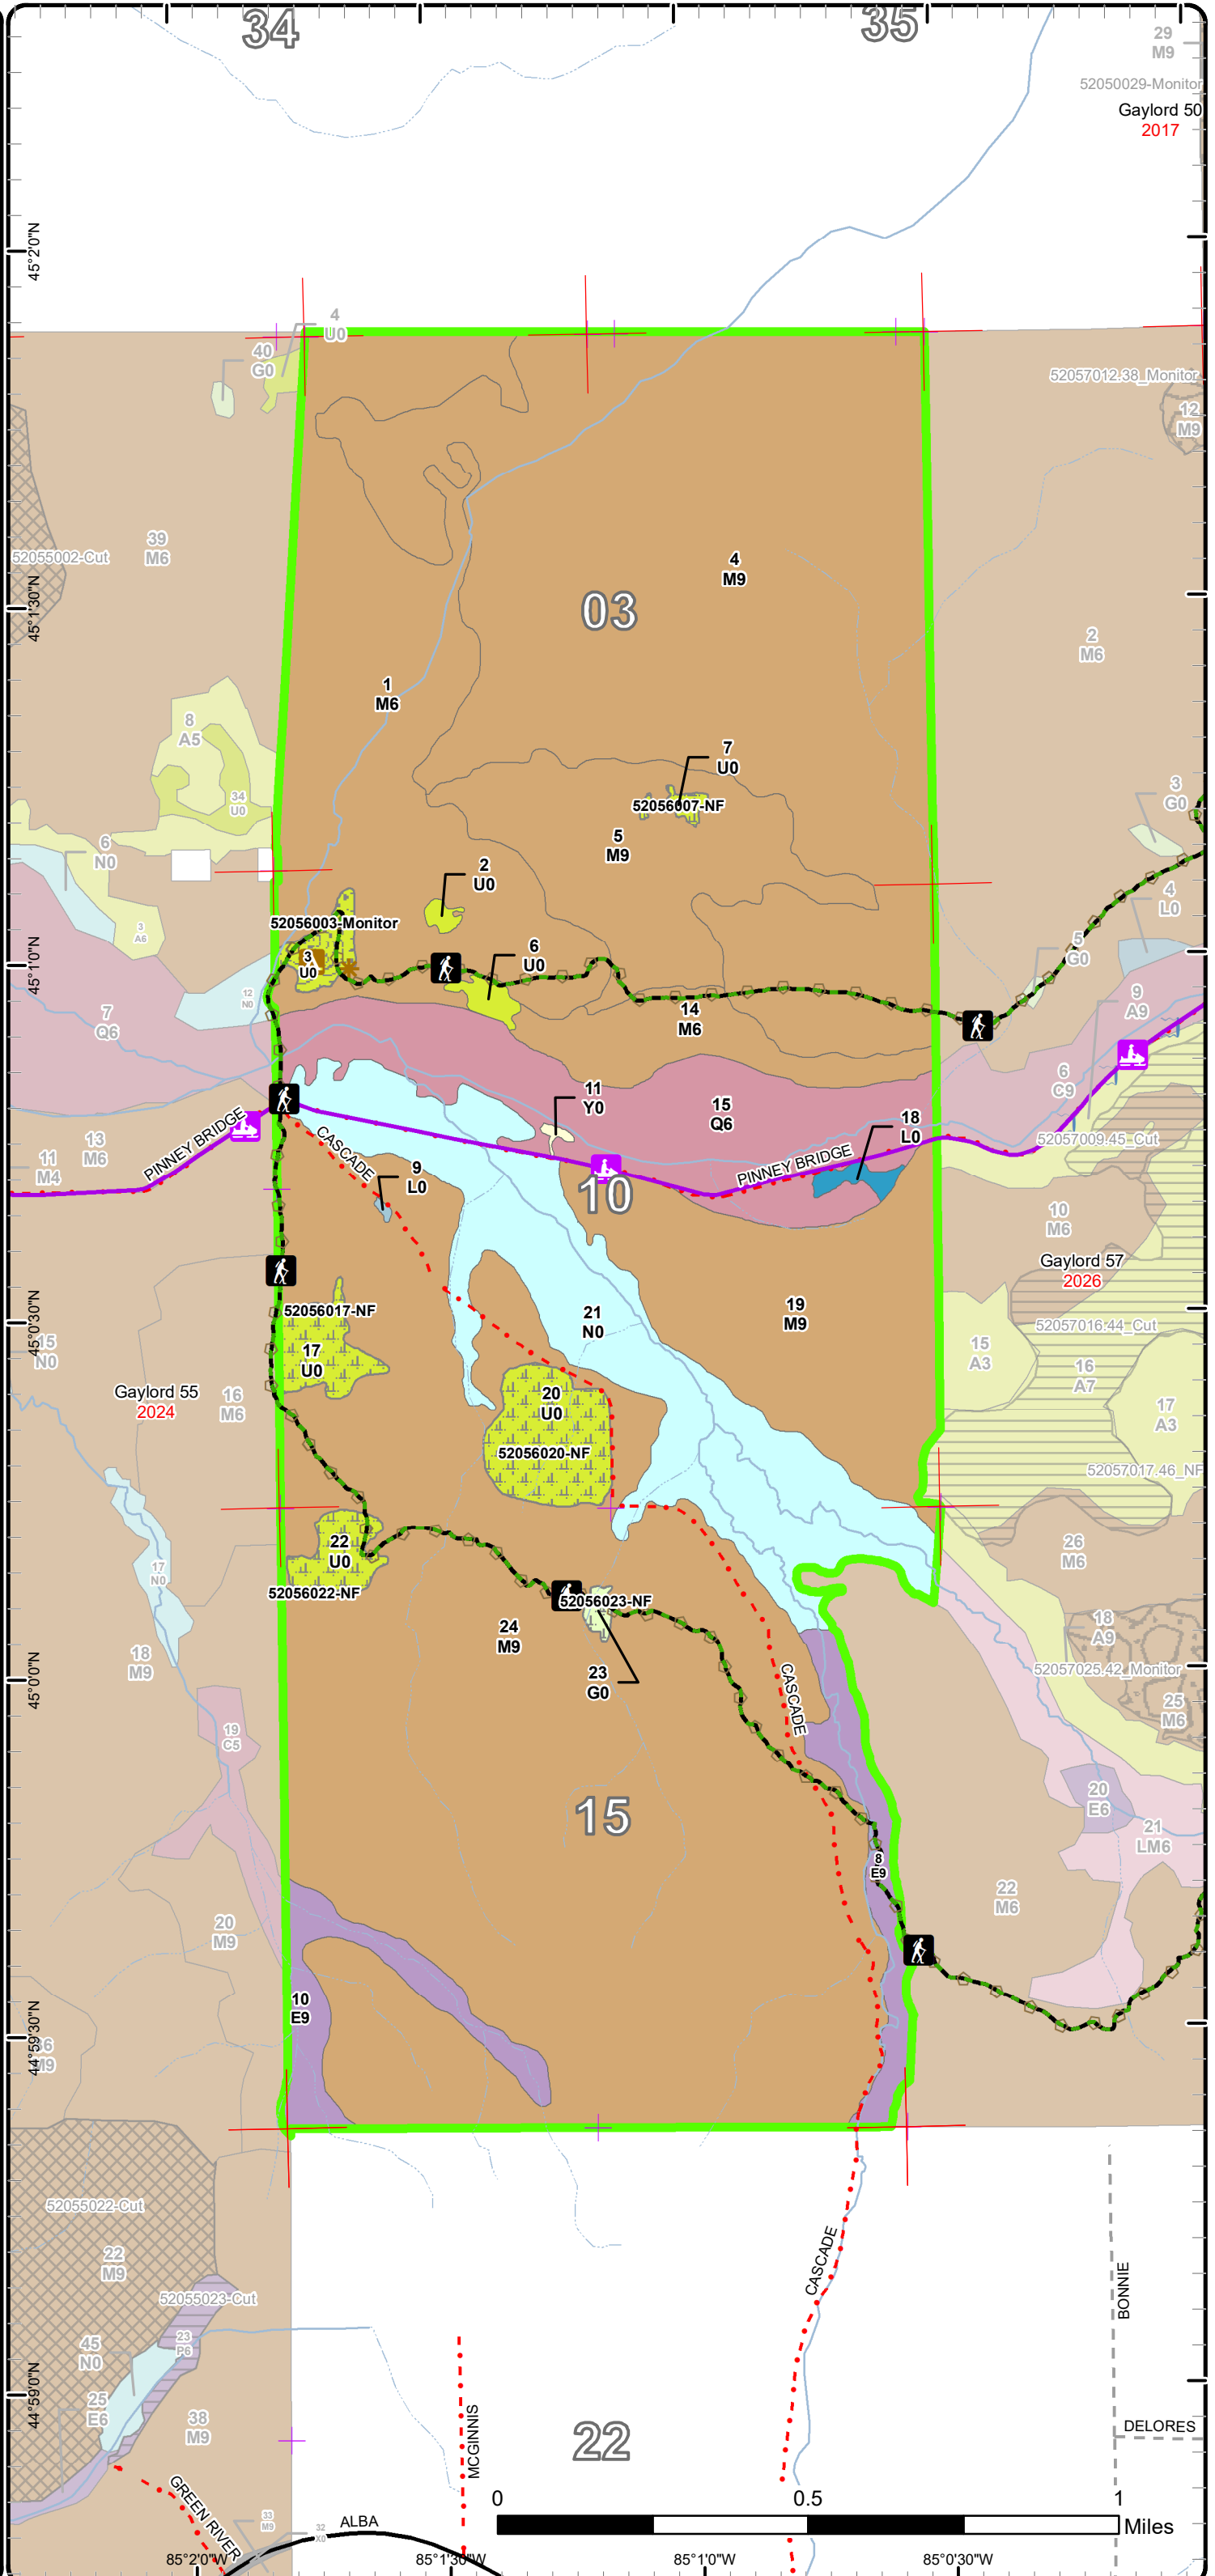 34
35
29
M9
52050029-Monitor
Gaylord 50
2017
45°2'0"N
4
U0
40
G0
52057012.38_Monitor
12
M9
39
M6
52055002-Cut
4
M9
45°1'30"N
03
2
M6
1
M6
8
A5
7
U0
34
U0
52056007-NF
3
G0
6
N0
5
M9
2
U0
4
L0
3
A6
52056003-Monitor
45°1'0"N
6
U0
5
G0
3
U0
12
N0
9
A9
7
Q6
14
M6
6
C9
11
Y0
15
Q6
18
L0
PINNEY BRIDGE
CASCADE
52057009.45_Cut
13
M6
11
M4
PINNEY BRIDGE
9
L0
10
10
M6
Gaylord 57
2026
52056017-NF
21
N0
19
M9
52057016.44_Cut
45°0'30"N
15
N0
17
U0
15
A3
16
A7
Gaylord 55
2024
16
M6
20
U0
17
A3
52056020-NF
52057017.46_NF
22
U0
26
M6
17
N0
52056022-NF
52056023-NF
24
M9
18
A9
18
M9
45°0'0"N
23
G0
CASCADE
52057025.42_Monitor
25
M6
19
C5
20
E6
15
21
LM6
8
E9
22
M6
20
M9
10
E9
44°59'30"N
M9
52055022-Cut
22
M9
52055023-Cut
CASCADE
BONNIE
45
N0
23
P6
44°59'0"N
25
E6
38
M9
MCGINNIS
22
DELORES
GREEN RIVER
33
M9
32
X0
ALBA
0
0.5
1
Miles
85°2'0"W
85°1'30"W
85°1'0"W
85°0'30"W